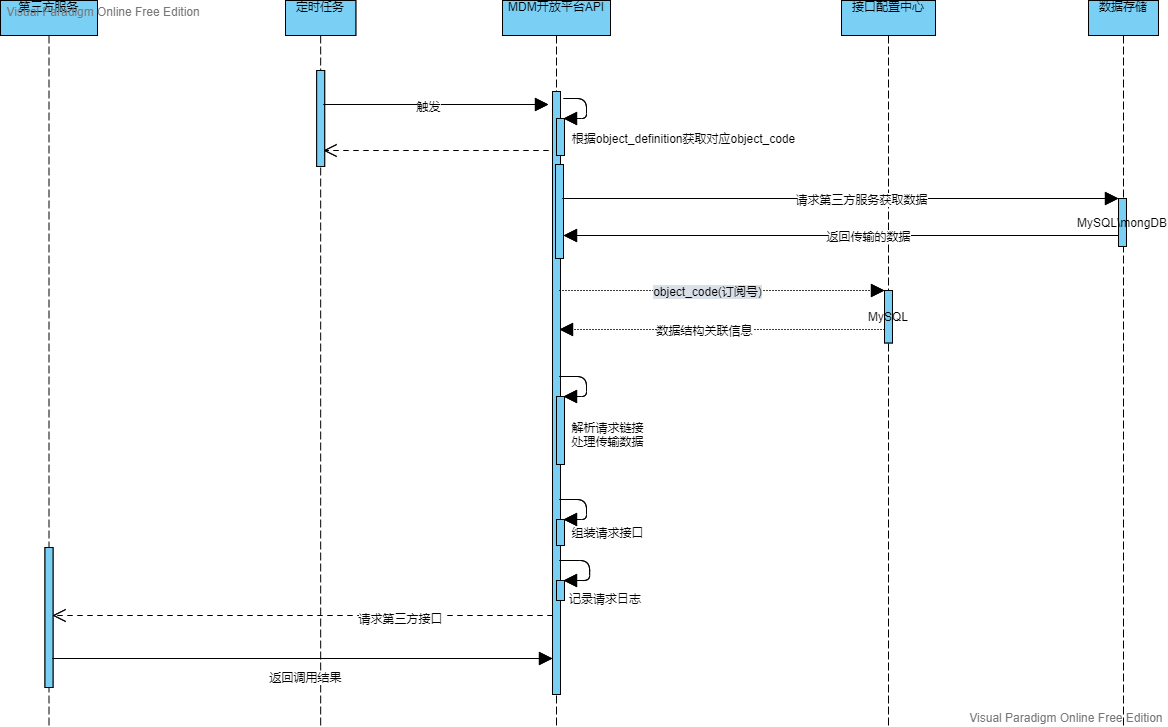 Visual Paradigm Online Free Edition
第三方服务
定时任务
MDM开放平台API
接口配置中心
数据存储
触发
根据object_definition获取对应object_code
请求第三方服务获取数据
MySQL\mongDB
返回传输的数据
object_code(订阅号)
MySQL
数据结构关联信息
解析请求链接
处理传输数据
组装请求接口
记录请求日志
请求第三方接口
返回调用结果
Visual Paradigm Online Free Edition